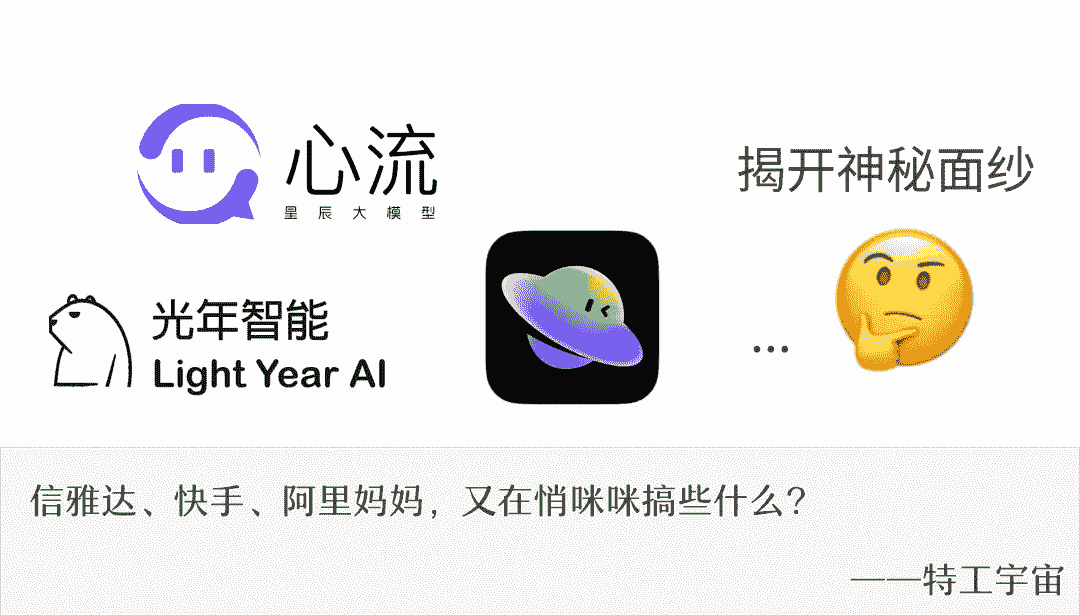 心流
星辰大模型
揭开神秘面纱
光年智能
Light Year AI
...
信雅达、快手、阿里妈妈，又在悄咪咪搞些什么？
——特工宇宙